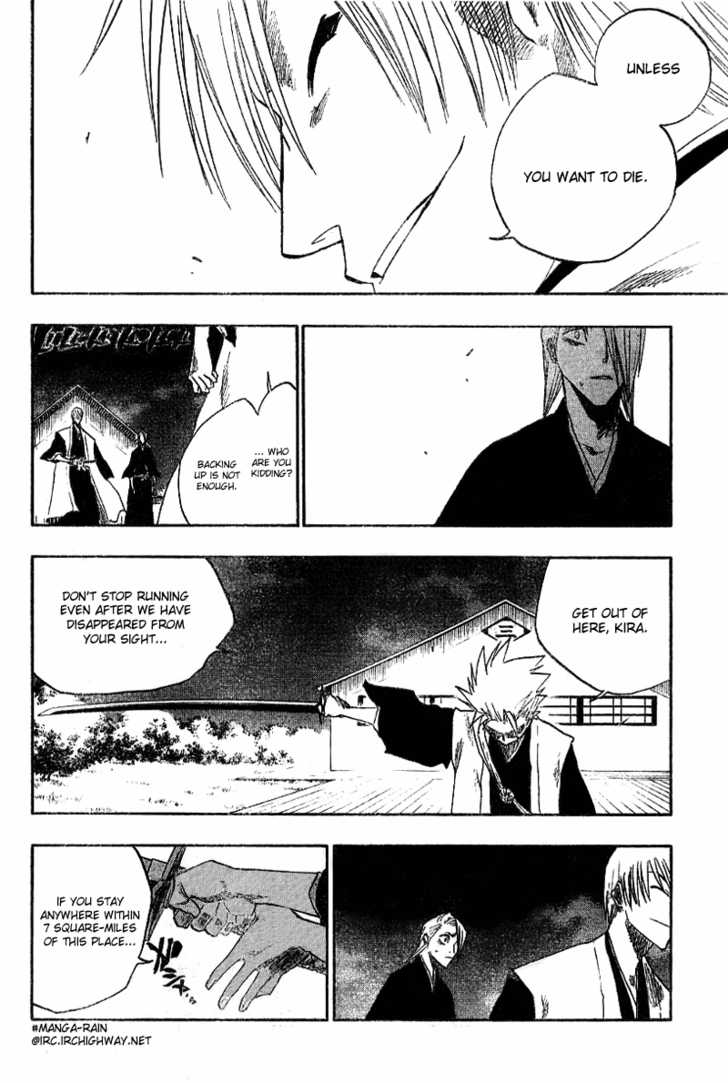 UNLESS
YOU WANT TO DIE.
... WHO
ARE YOU
KIDDING?
BACKING
UP IS NOT
ENOUGH.
GET OUT OF
HERE, KIRA.
三
DON'T STOP RUNNING
EVEN AFTER WE HAVE
DISAPPEARED FROM
YOUR SIGHT...
IF YOU STAY
ANYWHERE WITHIN
7 SQUARE-MILES
OF THIS PLACE...
#MANGA-RAIN
@IRC.IRCHIGHWAY.NET